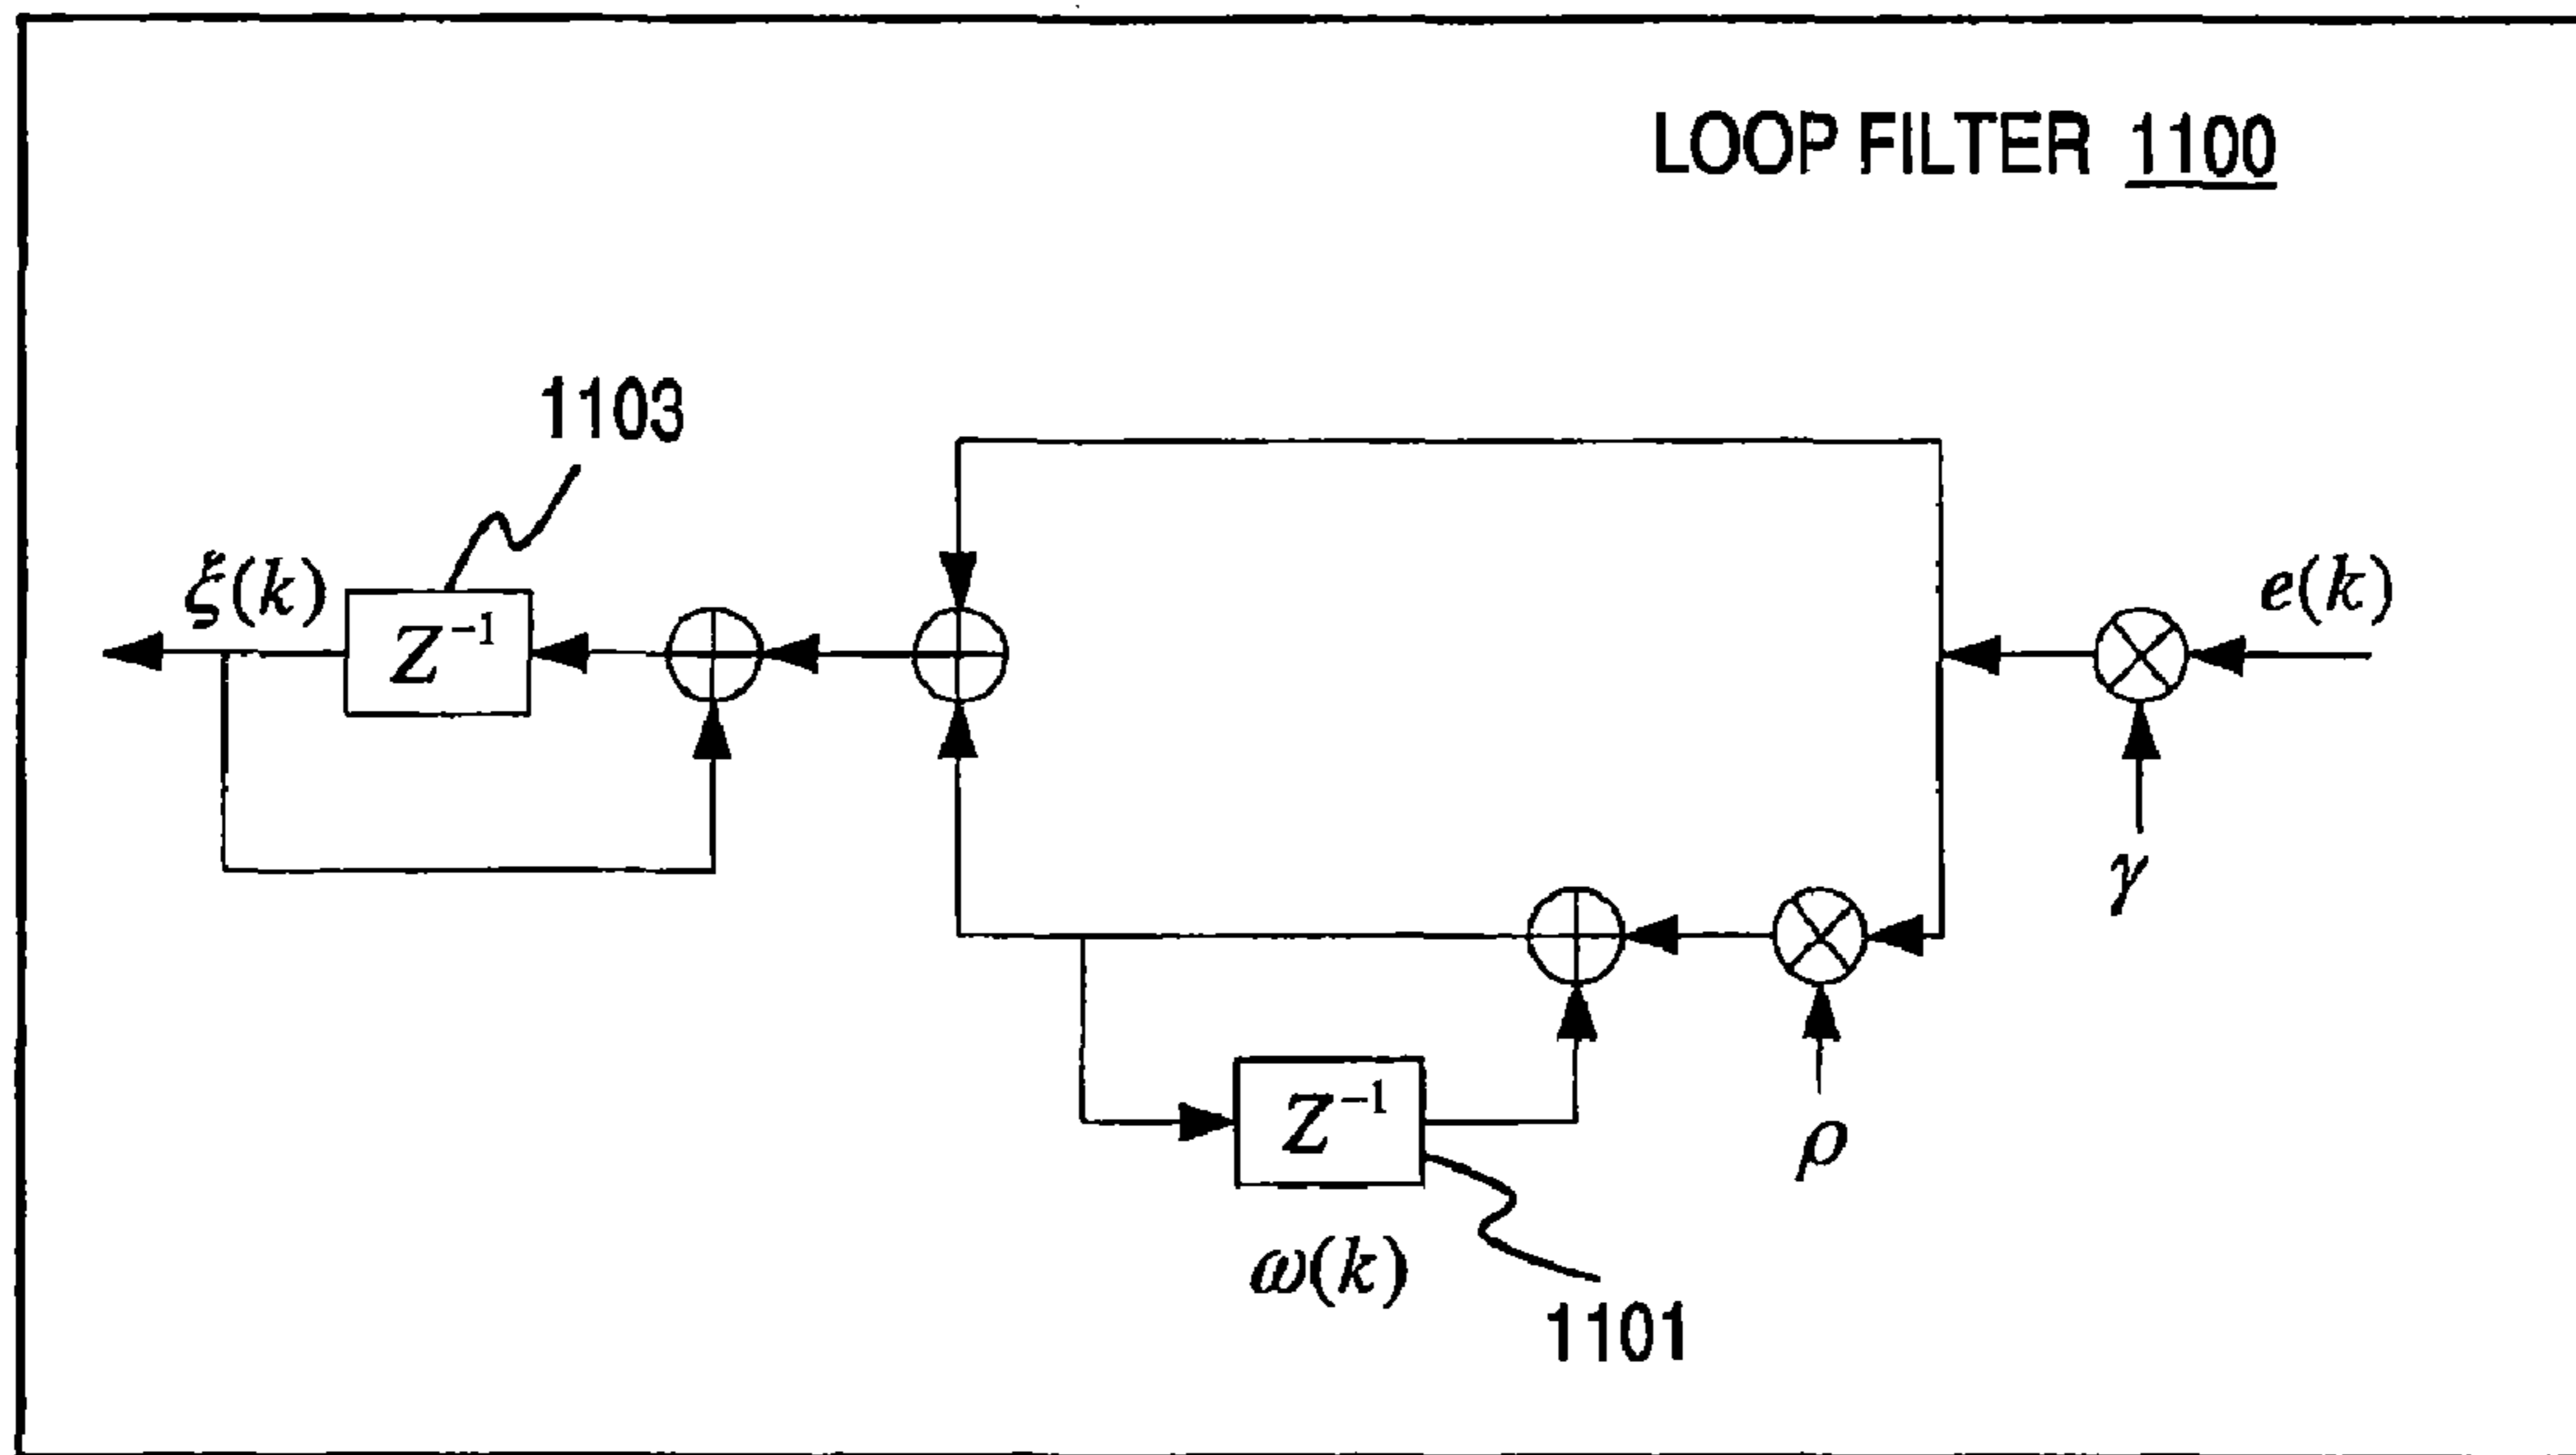 LOOP FILTER 1100
1103
ξ(k)
Z⁻¹
e(k)
γ
Z⁻¹
ρ
ω(k)
1101